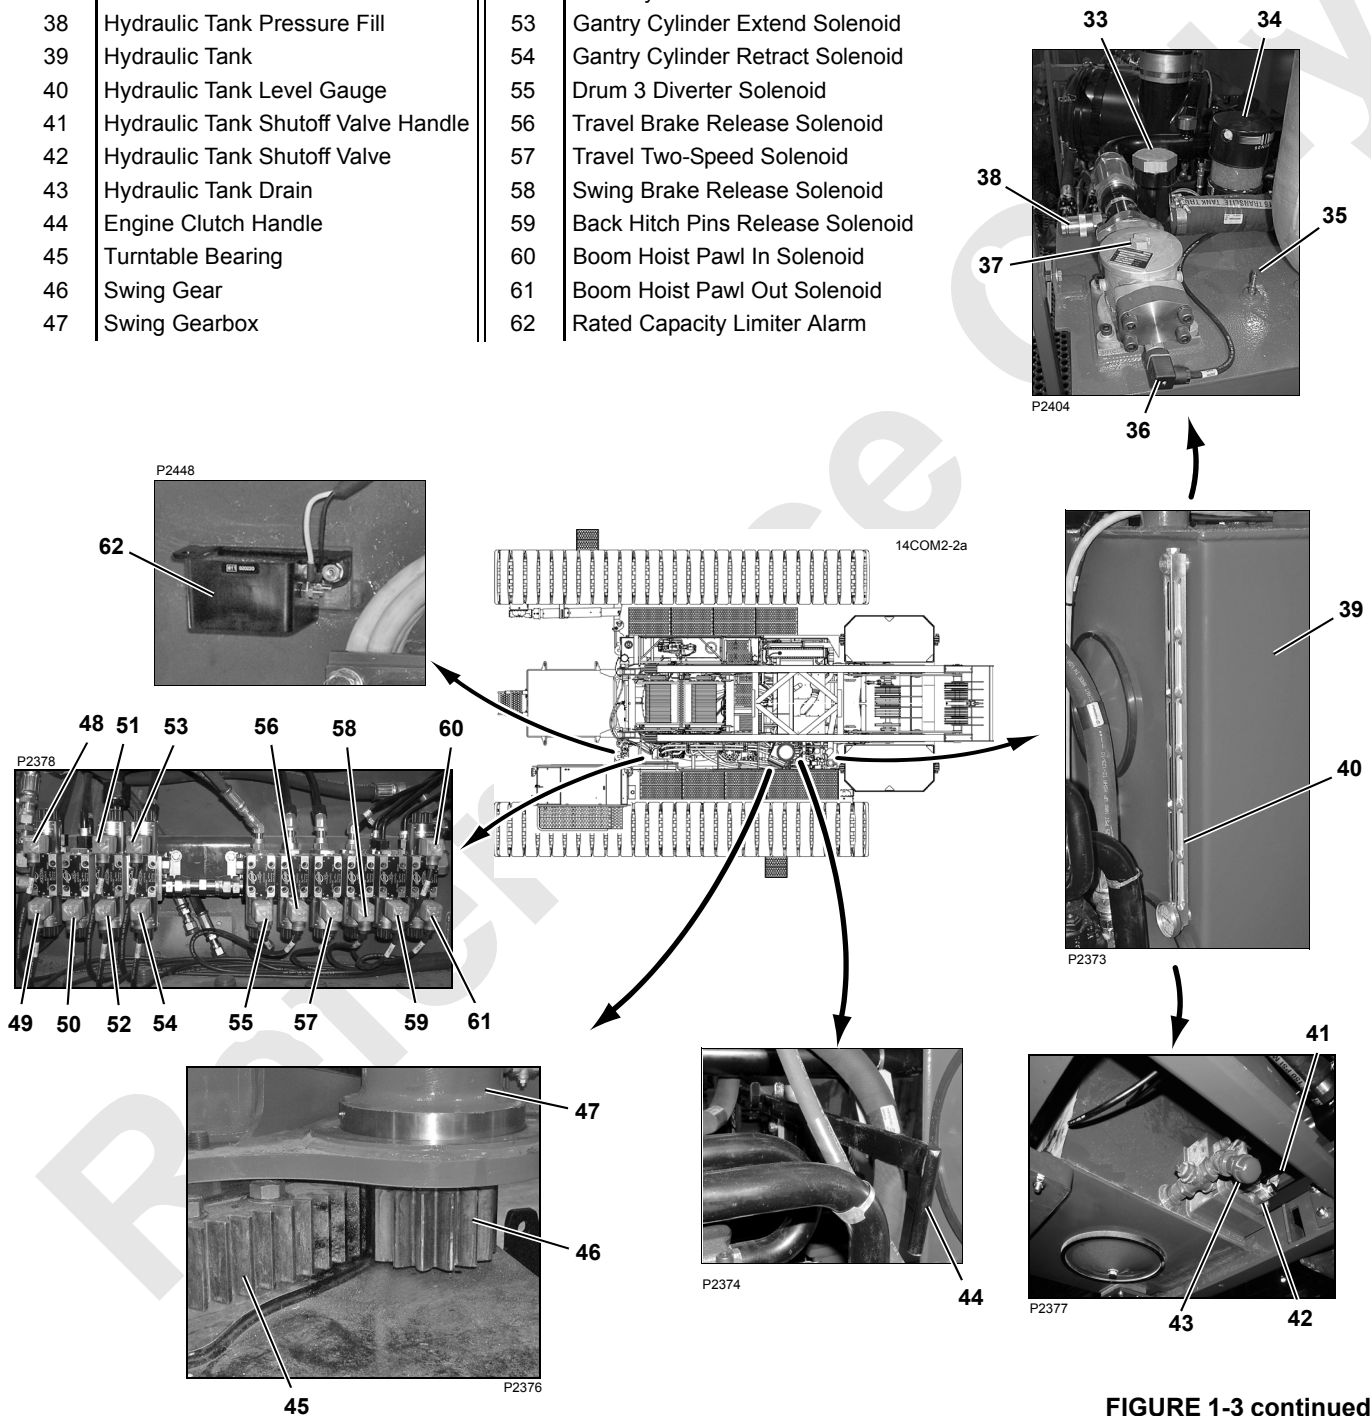 38 Hydraulic Tank Pressure Fill
39 Hydraulic Tank
40 Hydraulic Tank Level Gauge
41 Hydraulic Tank Shutoff Valve Handle
42 Hydraulic Tank Shutoff Valve
43 Hydraulic Tank Drain
44 Engine Clutch Handle
45 Turntable Bearing
46 Swing Gear
47 Swing Gearbox
53 Gantry Cylinder Extend Solenoid
54 Gantry Cylinder Retract Solenoid
55 Drum 3 Diverter Solenoid
56 Travel Brake Release Solenoid
57 Travel Two-Speed Solenoid
58 Swing Brake Release Solenoid
59 Back Hitch Pins Release Solenoid
60 Boom Hoist Pawl In Solenoid
61 Boom Hoist Pawl Out Solenoid
62 Rated Capacity Limiter Alarm
33 34
38
35
37
P2404
36
P2448
62
14COM2-2a
39
40
P2373
48 51 53 56 58 60
P2378
49 50 52 54 55 57 59 61
47
46
P2376
45
P2374
44
41
P2377
43 42
FIGURE 1-3 continued